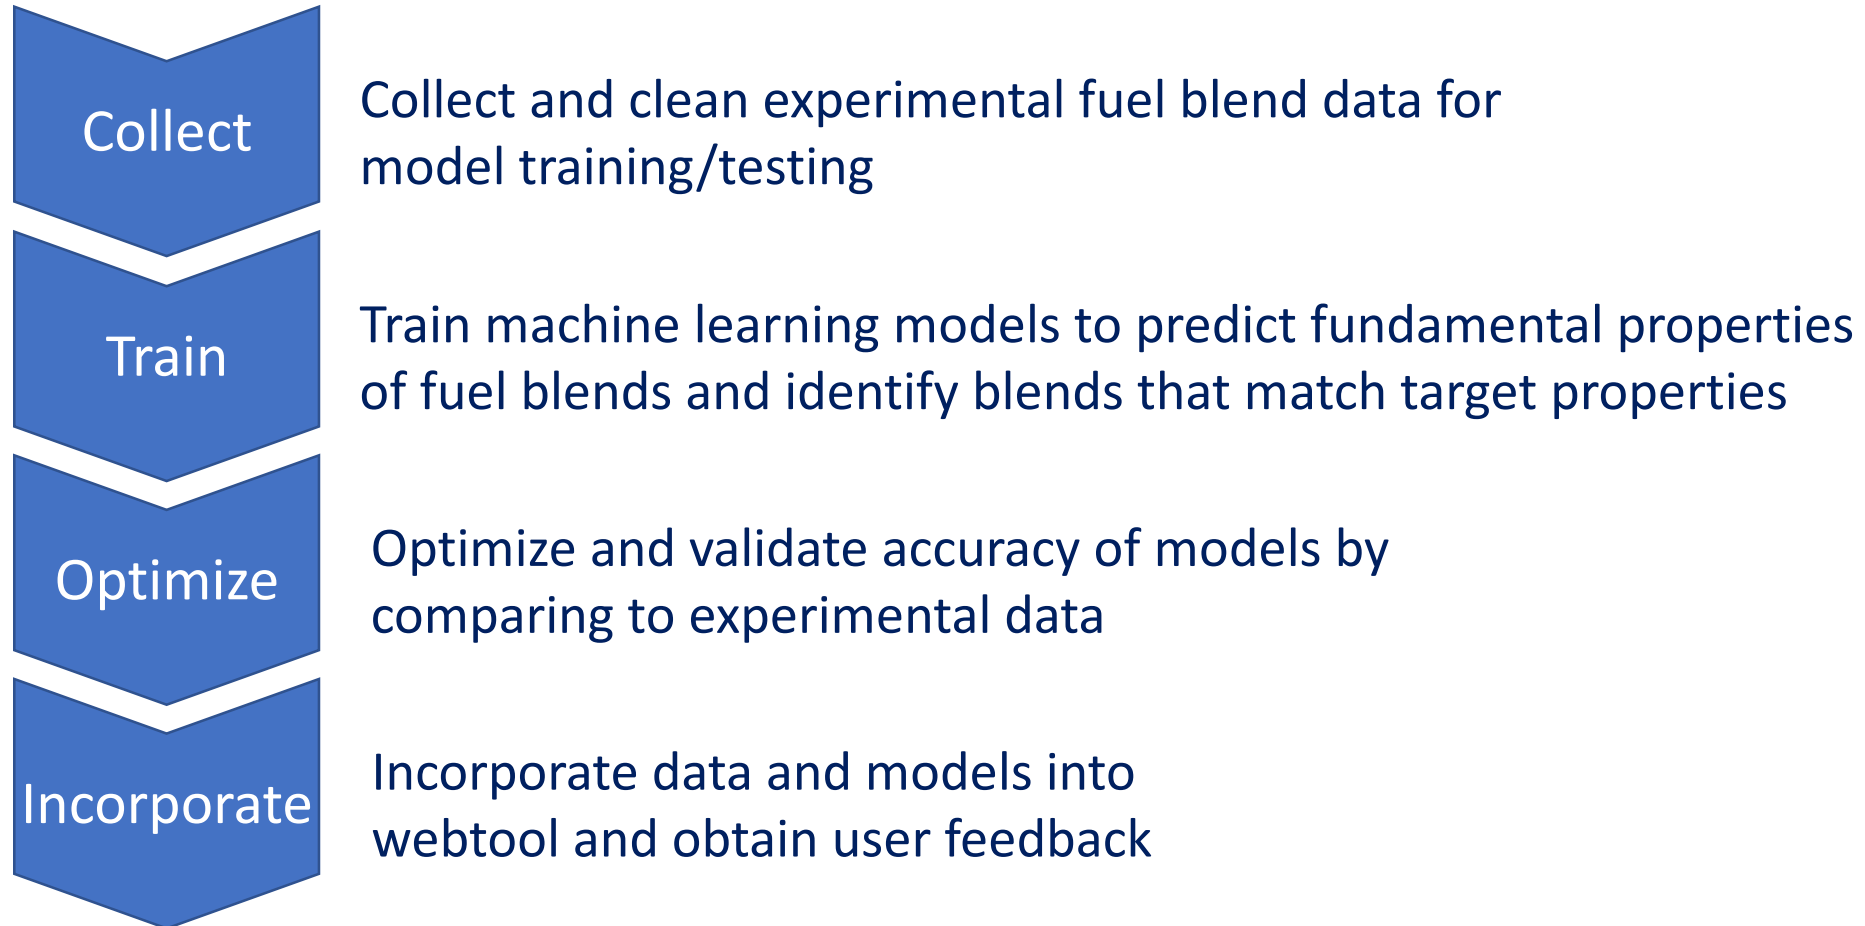 Collect
Collect and clean experimental fuel blend data for
model training/testing
Train
Train machine learning models to predict fundamental properties
of fuel blends and identify blends that match target properties
Optimize
Optimize and validate accuracy of models by
comparing to experimental data
Incorporate
Incorporate data and models into
webtool and obtain user feedback